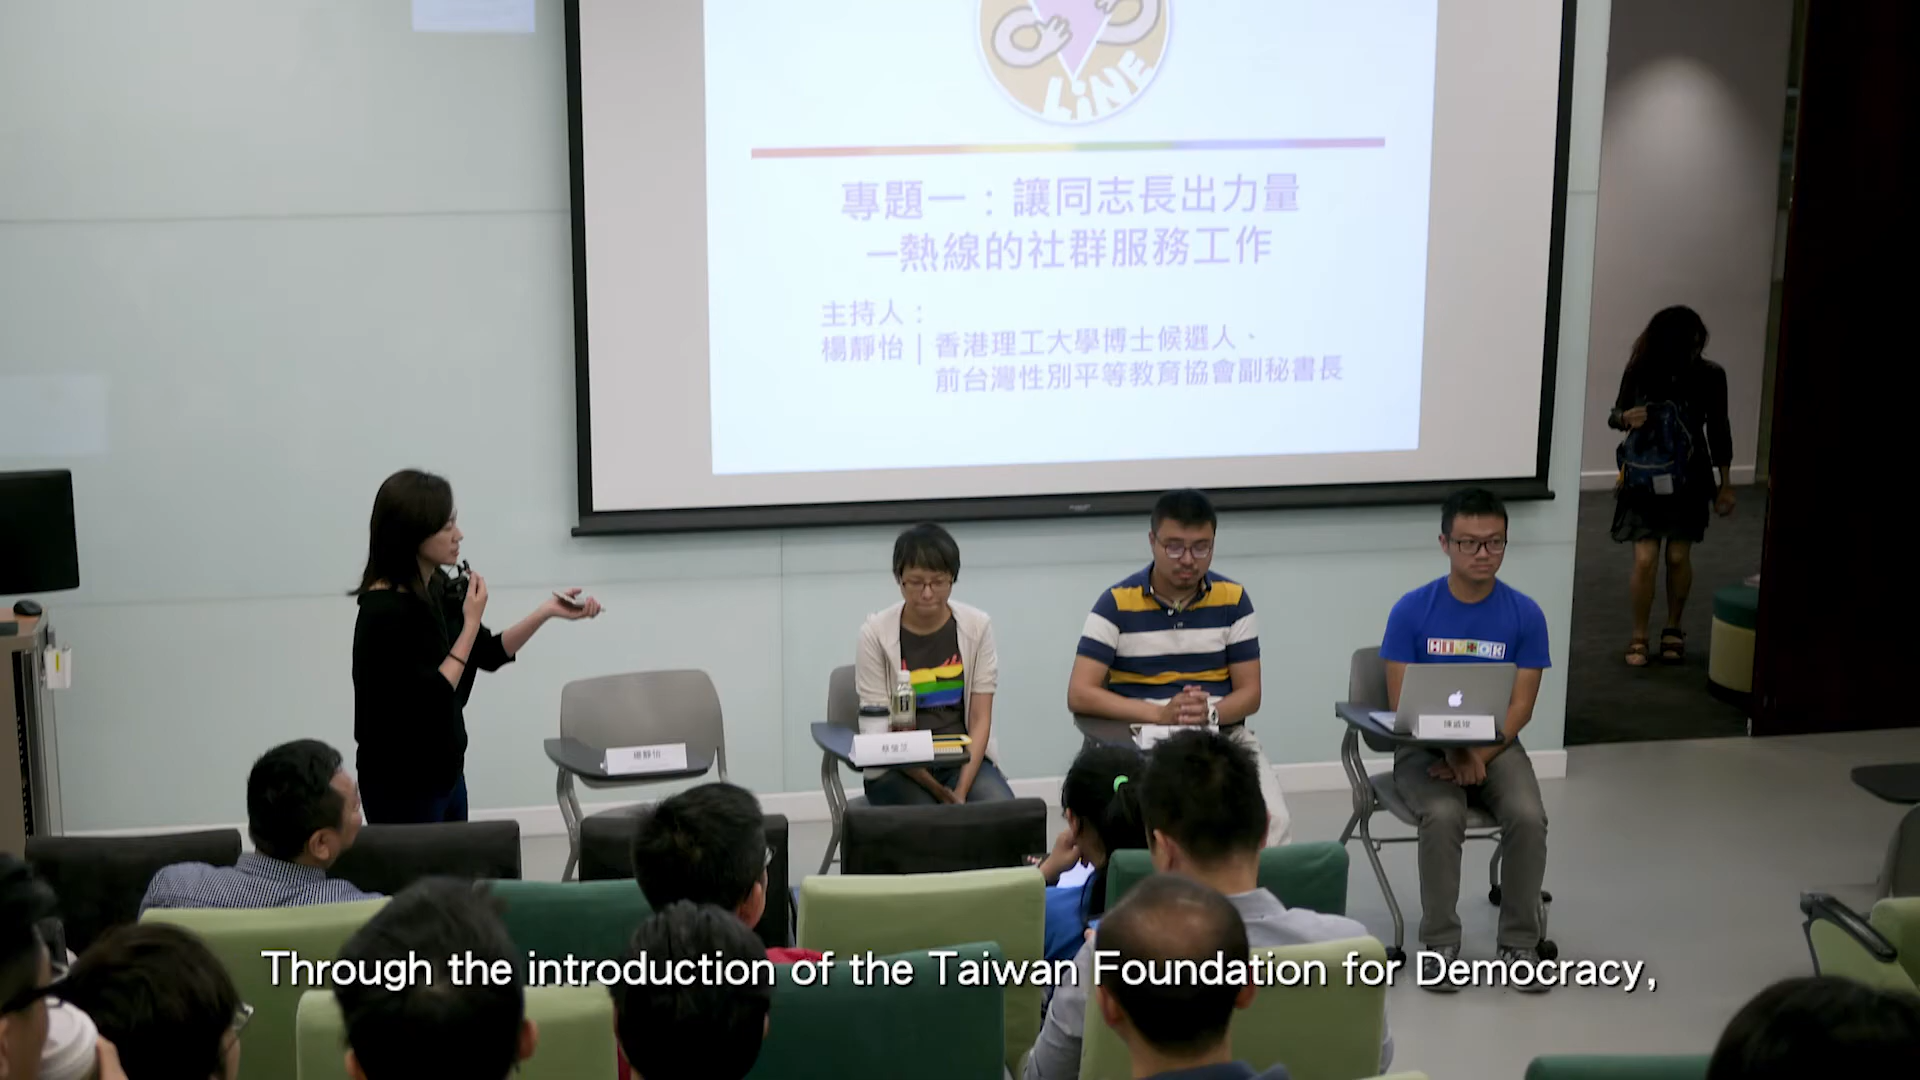 LiNE
專題一：讓同志長出力量
—熱線的社群服務工作
主持人：
楊靜怡｜香港理工大學博士候選人、
前台灣性別平等教育協會副秘書長
楊靜怡
Through the introduction of the Taiwan Foundation for Democracy,